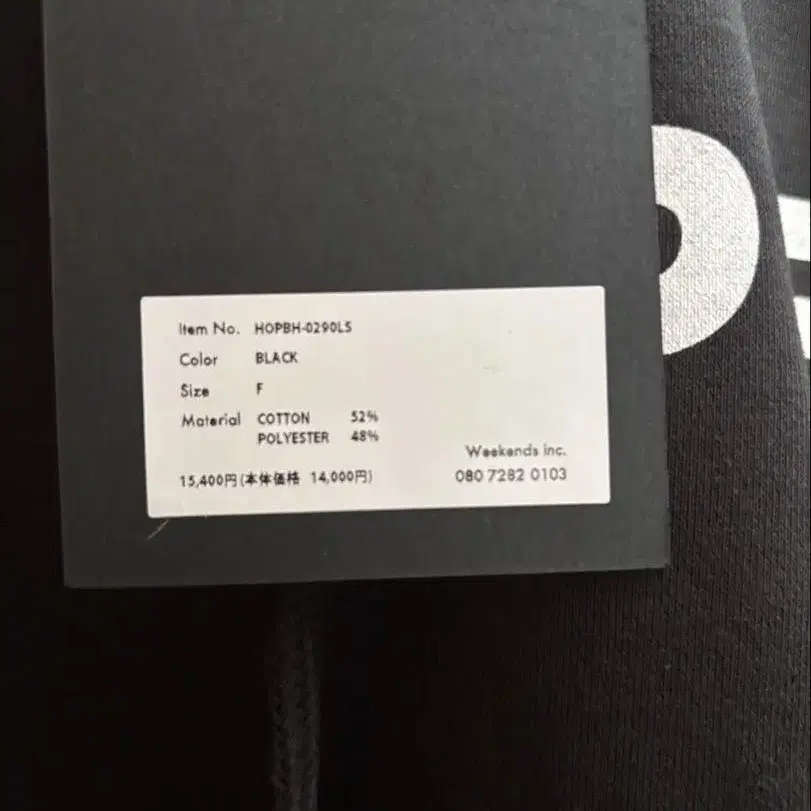 Item No. HOPBH-0290LS
Color BLACK
Size F
Material COTTON 52%
POLYESTER 48%
15,400円(本体価格 14,000円)
Weekends inc.
080 7282 0103